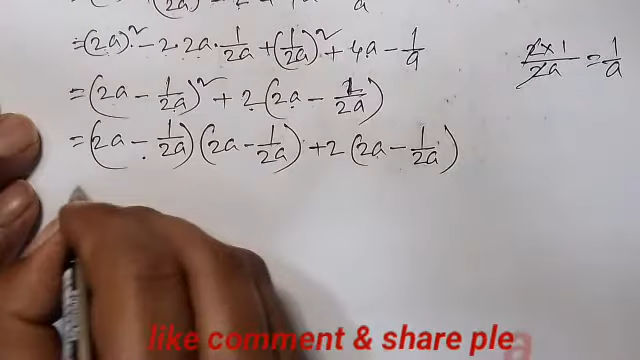 =(2a)² - 2·2a·1/2a + (1/2a)² + 4a - 1/a
2×1/2a = 1/a
=(2a - 1/2a)² + 2(2a - 1/2a)
=(2a - 1/2a)(2a - 1/2a) + 2(2a - 1/2a)
like comment & share ple